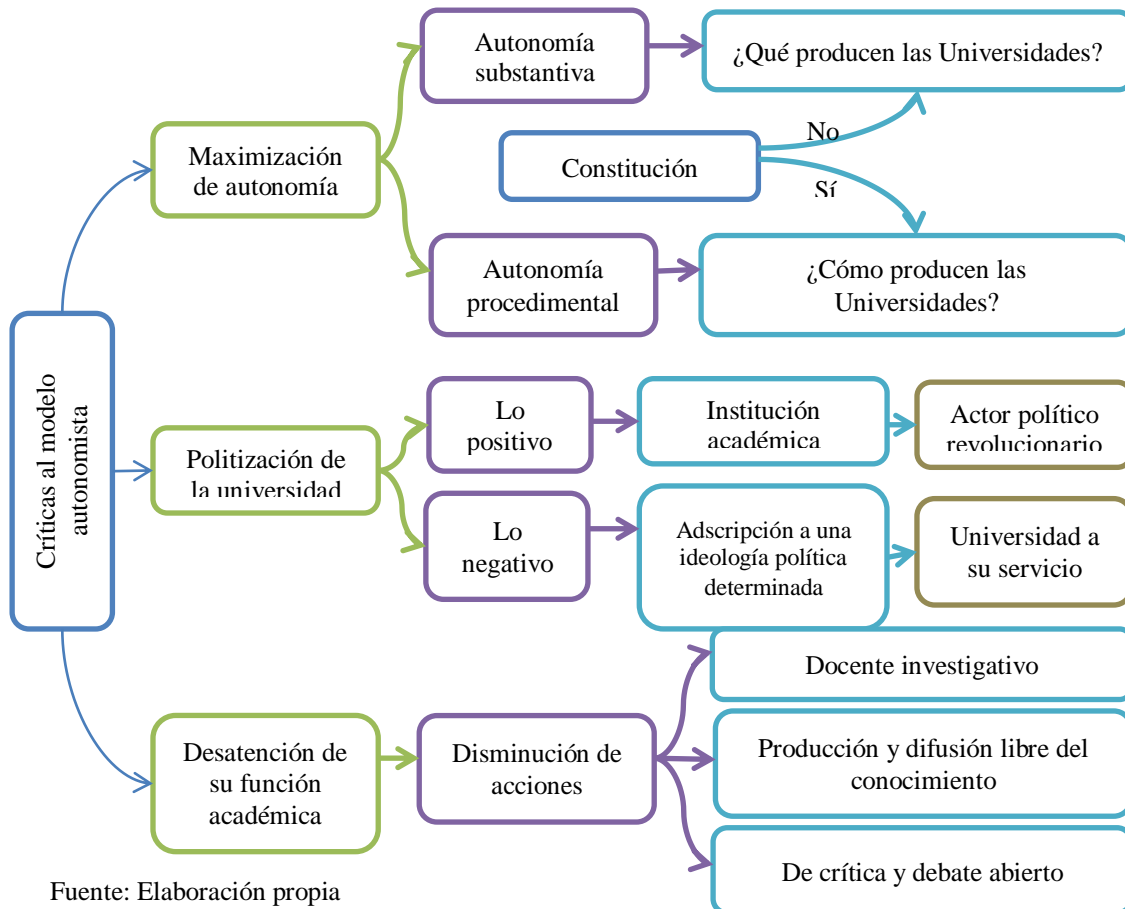 Críticas al modelo
autonomista
Maximización
de autonomía
Autonomía
substantiva
¿Qué producen las Universidades?
Constitución
No
Sí
Autonomía
procedimental
¿Cómo producen las
Universidades?
Politización de
la universidad
Lo
positivo
Institución
académica
Actor político
revolucionario
Lo
negativo
Adscripción a una
ideología política
determinada
Universidad a
su servicio
Desatención de
su función
académica
Disminución de
acciones
Docente investigativo
Producción y difusión libre del
conocimiento
De crítica y debate abierto
Fuente: Elaboración propia